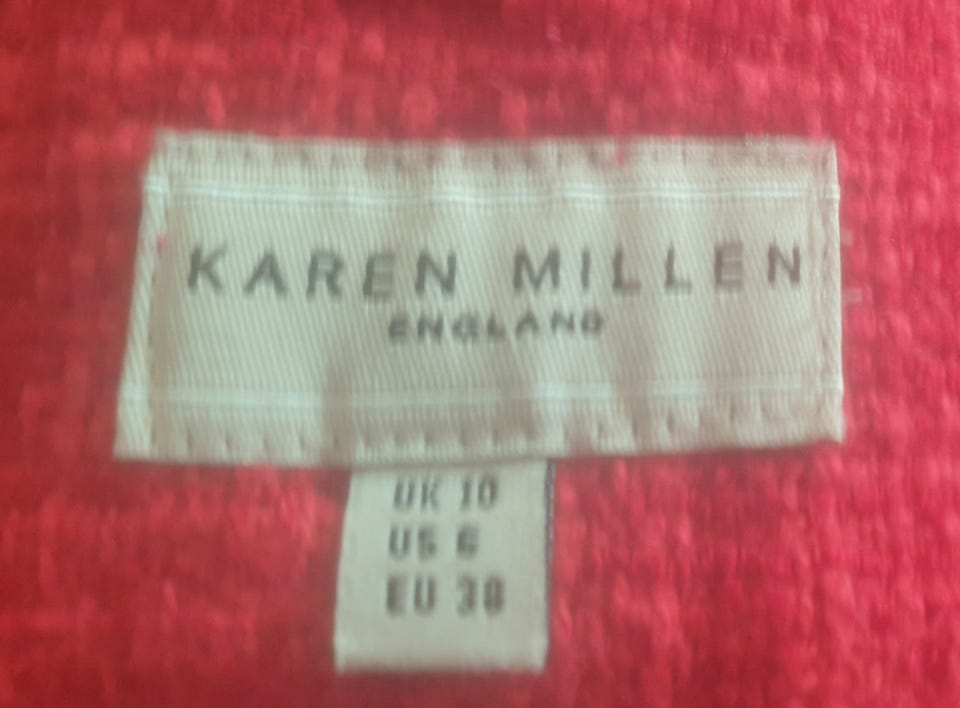 KAREN MILLEN
ENGLAND
UK 10
US 6
EU 38